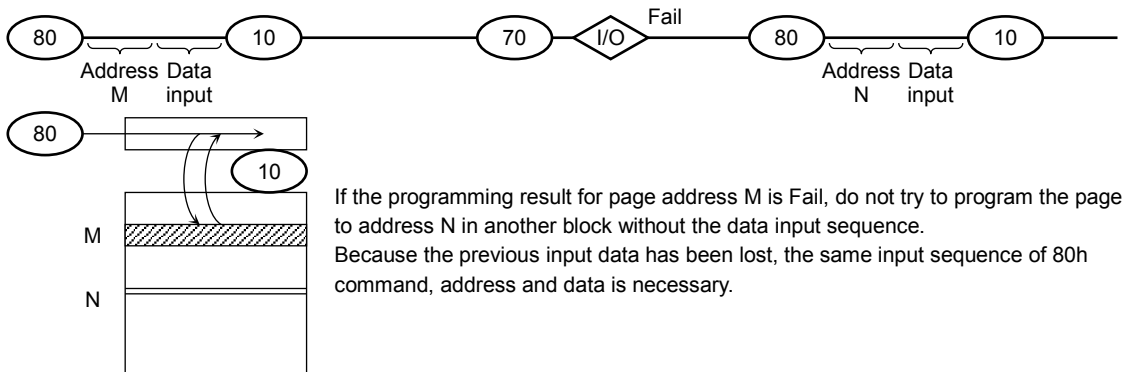 Fail
80 10 70 I/O 80 10
Address Data Address Data
M input N input
80
10
If the programming result for page address M is Fail, do not try to program the page
to address N in another block without the data input sequence.
M
Because the previous input data has been lost, the same input sequence of 80h
N
command, address and data is necessary.